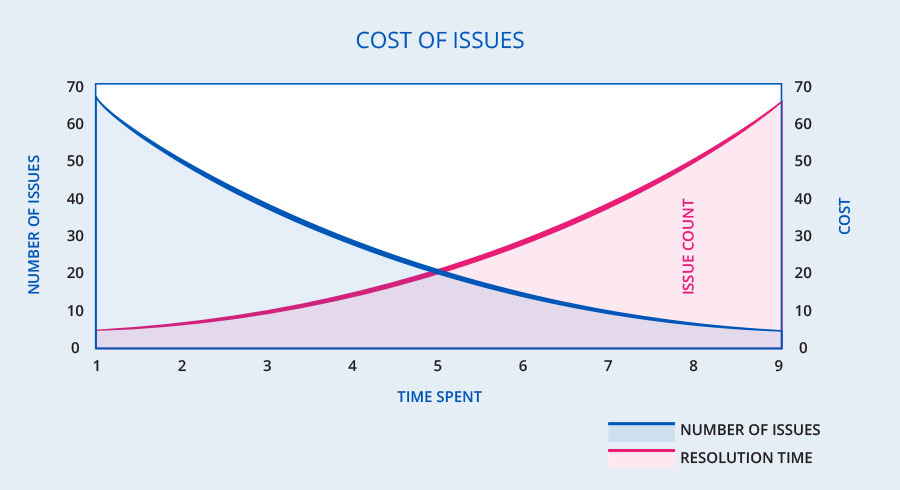 COST OF ISSUES
70
60
50
40
30
20
10
0
NUMBER OF ISSUES
70
60
50
40
30
20
10
0
COST
ISSUE COUNT
1 2 3 4 5 6 7 8 9
TIME SPENT
NUMBER OF ISSUES
RESOLUTION TIME